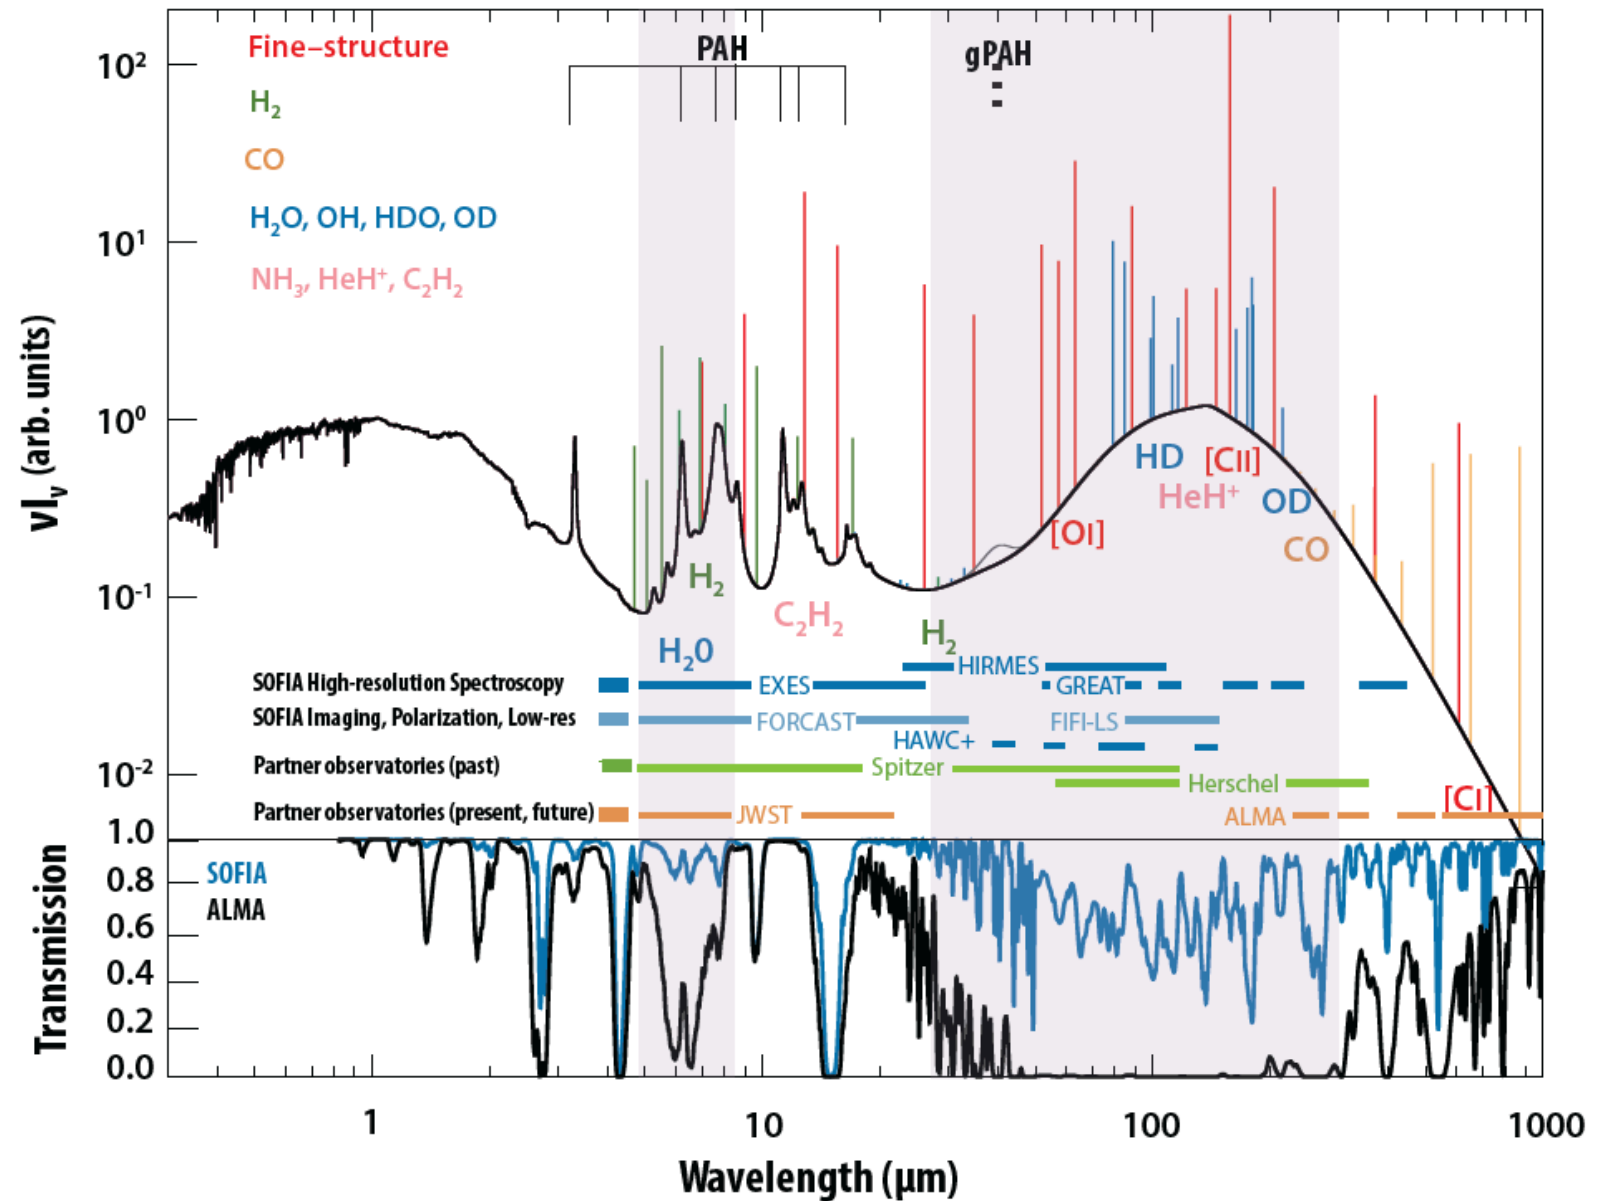 PAH
gPAH
Fine–structure
H₂
CO
H₂O, OH, HDO, OD
NH₃, HeH⁺, C₂H₂
10²
10¹
10⁰
10⁻¹
10⁻²
νIᵥ (arb. units)
HD
[CII]
HeH⁺
OD
[OI]
CO
H₂
C₂H₂
H₂
H₂0
HIRMES
SOFIA High-resolution Spectroscopy
EXES
GREAT
SOFIA Imaging, Polarization, Low-res
FORCAST
FIFI-LS
HAWC+
Partner observatories (past)
Spitzer
Herschel
Partner observatories (present, future)
JWST
ALMA
[CI]
1.0
0.8
0.6
0.4
0.2
0.0
Transmission
SOFIA
ALMA
1
10
100
1000
Wavelength (μm)